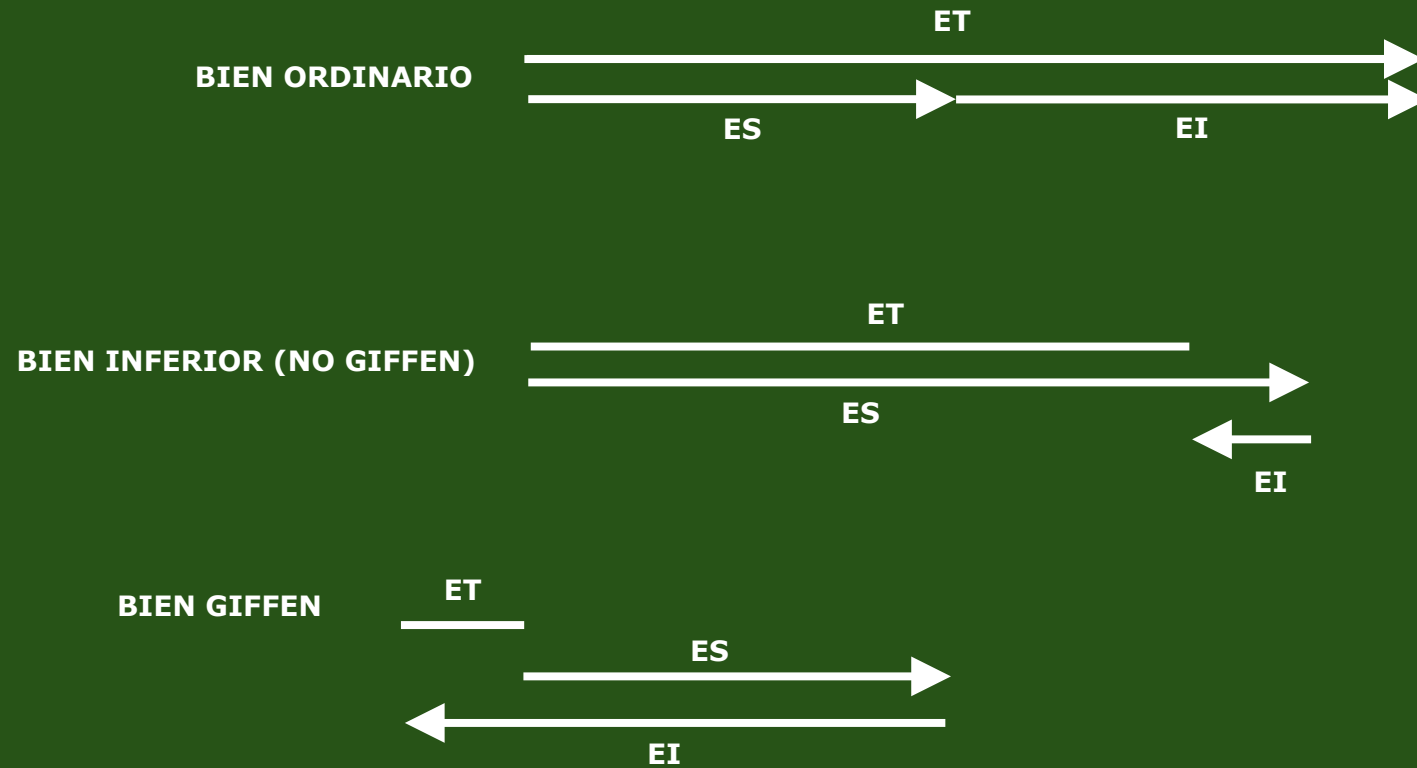 ET
BIEN ORDINARIO
ES
EI
ET
BIEN INFERIOR (NO GIFFEN)
ES
EI
BIEN GIFFEN
ET
ES
EI